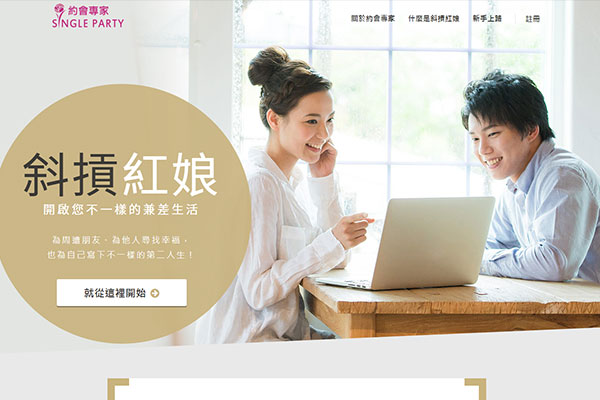 約會專家
SINGLE PARTY
關於約會專家 什麼是斜摃紅娘 新手上路 | 註冊
斜摃紅娘
開啟您不一樣的兼差生活
為周遭朋友、為他人尋找幸福，
也為自己寫下不一樣的第二人生！
就從這裡開始